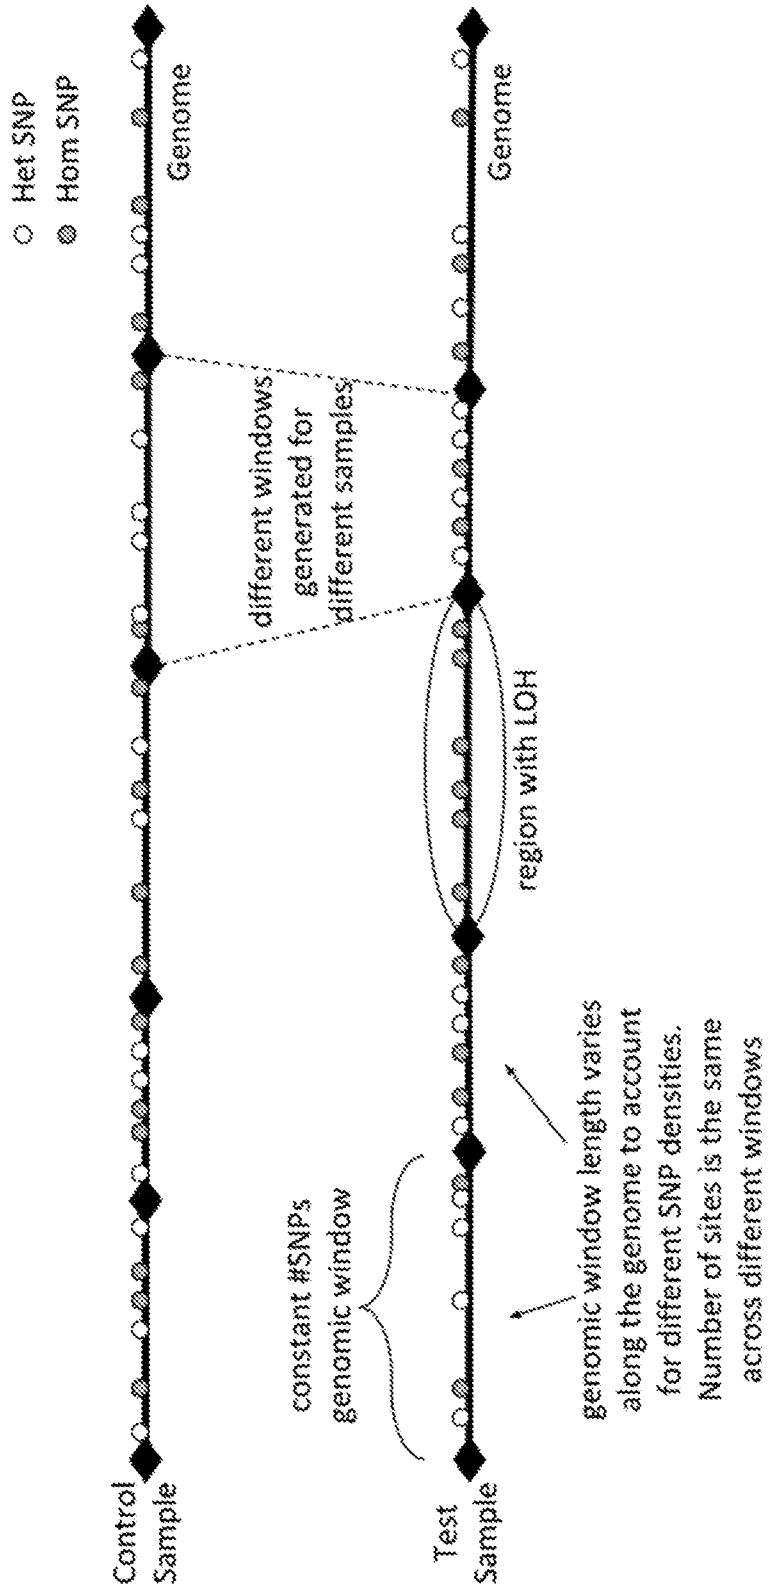 Het SNP
Hom SNP
Control
Sample
Genome
different windows
generated for
different samples
constant #SNPs
genomic window
Test
Sample
Genome
region with LOH
genomic window length varies
along the genome to account
for different SNP densities.
Number of sites is the same
across different windows